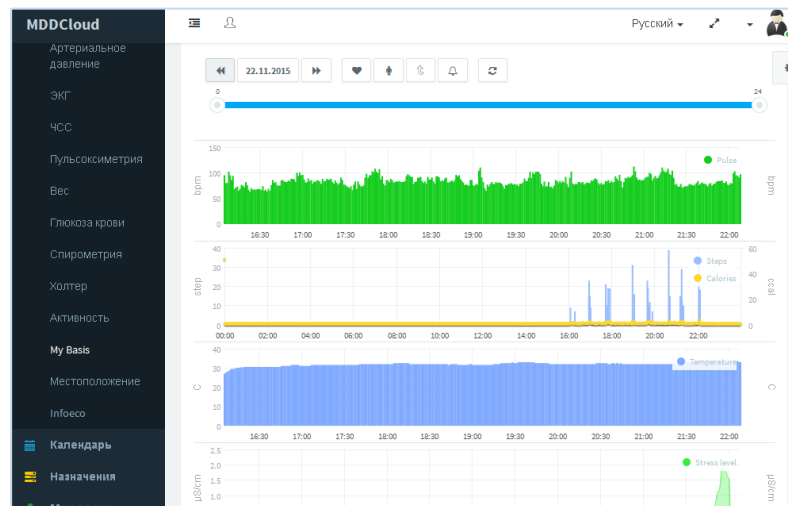 MDDCloud
Русский
Артериальное
давление
ЭКГ
ЧСС
Пульсоксиметрия
Вес
Глюкоза крови
Спирометрия
Холтер
Активность
My Basis
Местоположение
Infoeco
Календарь
Назначения
22.11.2015
0 24
150
100
50
0
bpm
Pulse
bpm
16:30 17:00 17:30 18:00 18:30 19:00 19:30 20:00 20:30 21:00 21:30 22:00
40
30
20
10
0
step
Steps
Calories
60
40
20
0
ccal
00:00 02:00 04:00 06:00 08:00 10:00 12:00 14:00 16:00 18:00 20:00 22:00
40
30
20
10
0
C
Temperature
C
16:30 17:00 17:30 18:00 18:30 19:00 19:30 20:00 20:30 21:00 21:30 22:00
2.5
2.0
1.5
1.0
µS/cm
Stress level
µS/cm